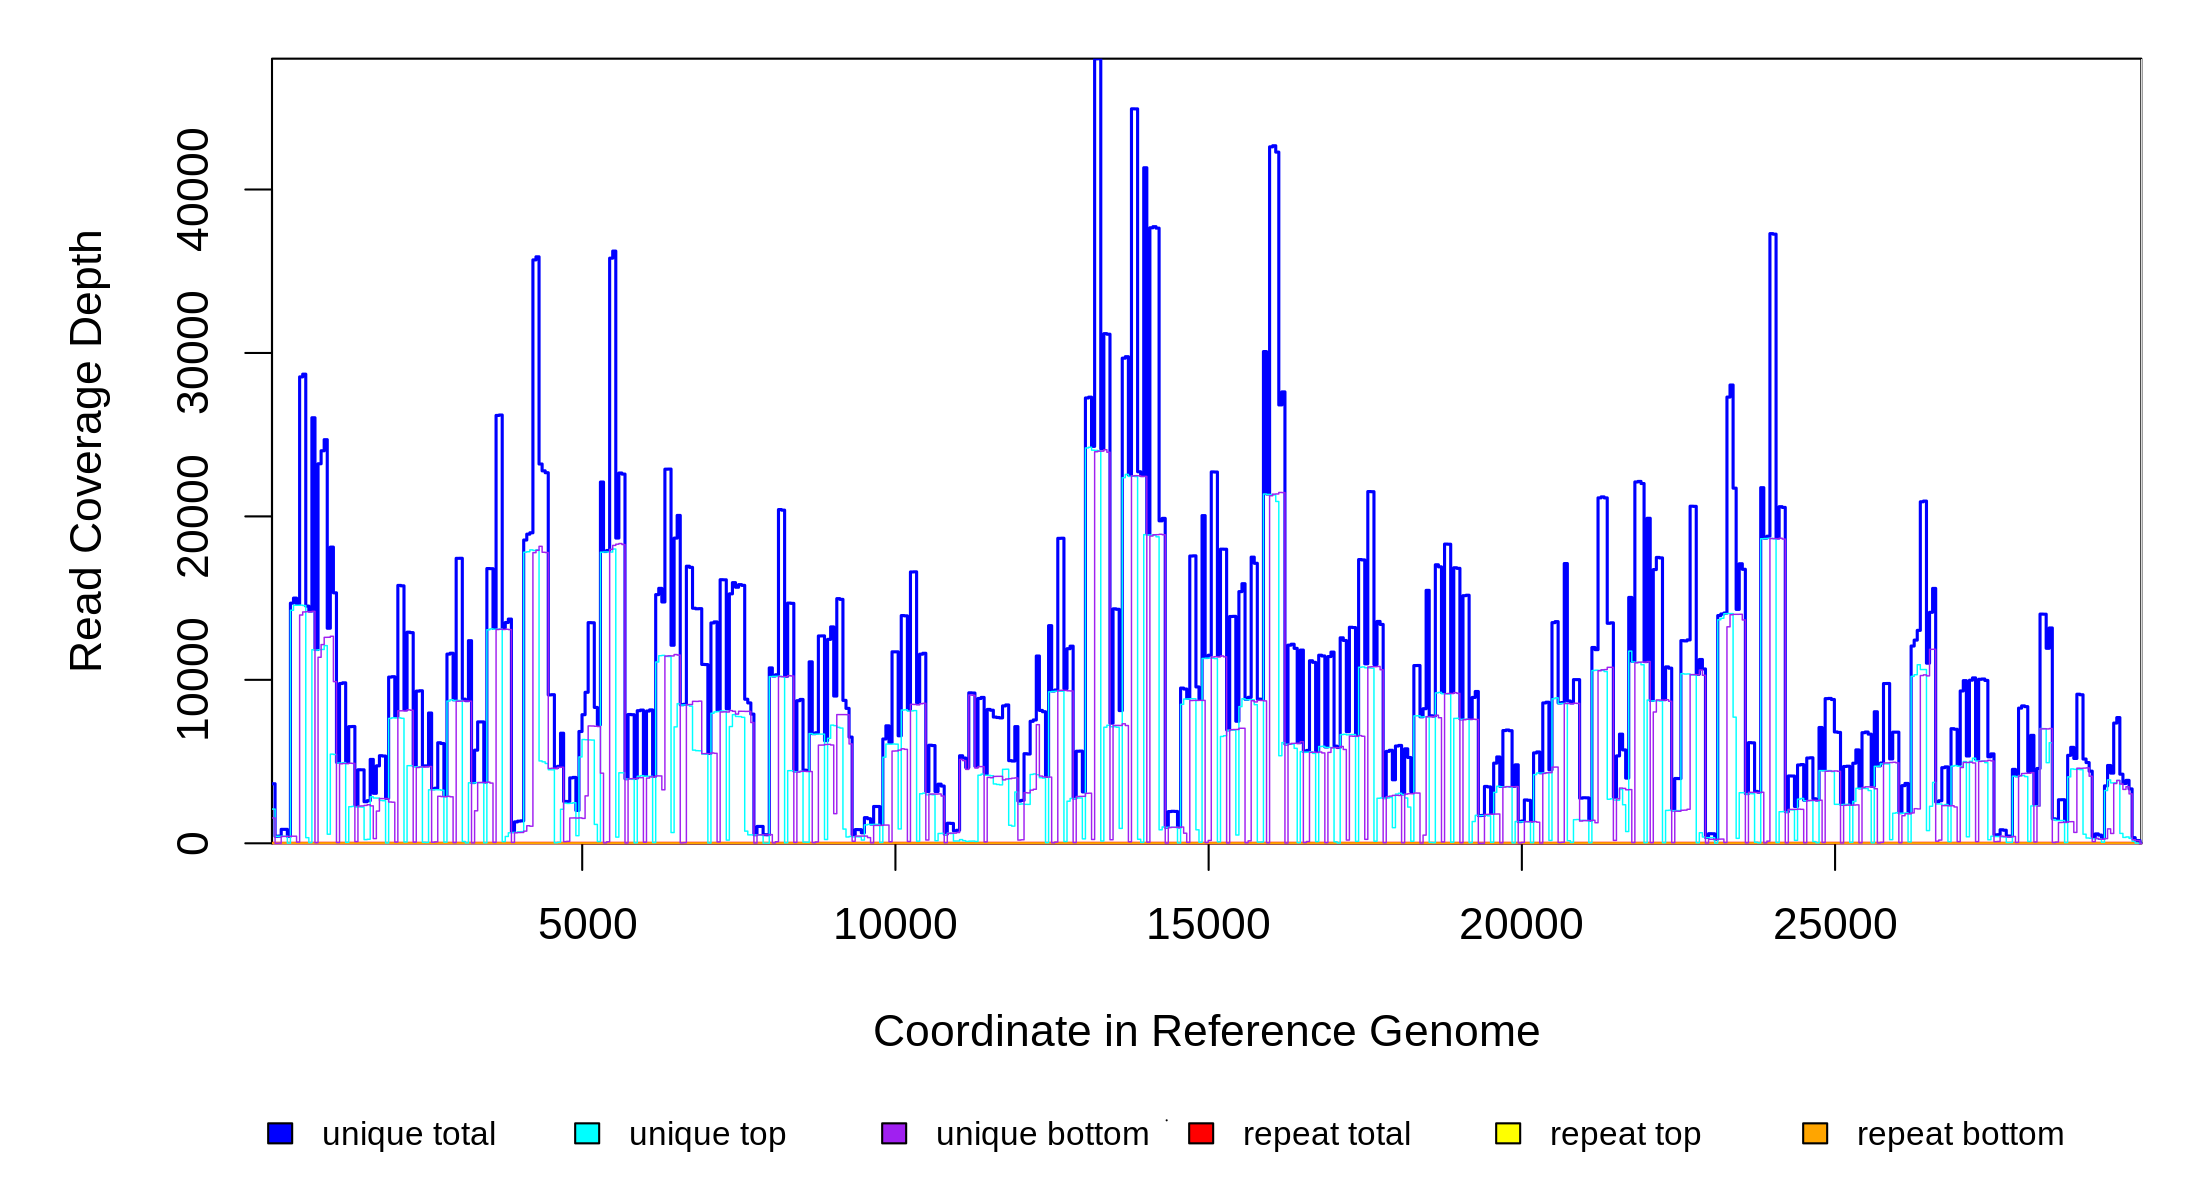 Read Coverage Depth
40000
30000
20000
10000
0
5000 10000 15000 20000 25000
Coordinate in Reference Genome
unique total unique top unique bottom repeat total repeat top repeat bottom